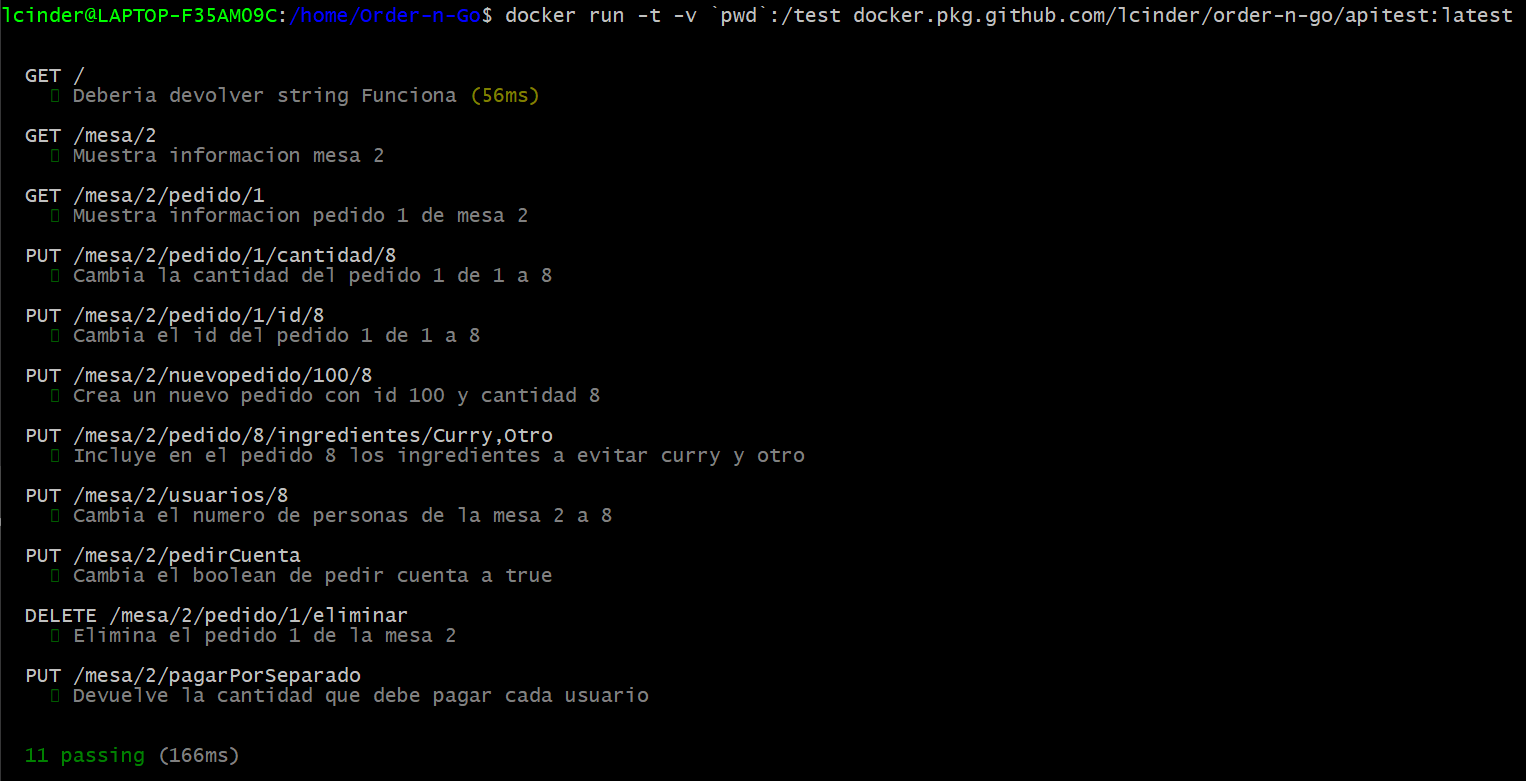 lcinder@LAPTOP-F35AM09C:/home/Order-n-Go$ docker run -t -v `pwd`:/test docker.pkg.github.com/lcinder/order-n-go/apitest:latest
GET /
▯ Deberia devolver string Funciona (56ms)
GET /mesa/2
▯ Muestra informacion mesa 2
GET /mesa/2/pedido/1
▯ Muestra informacion pedido 1 de mesa 2
PUT /mesa/2/pedido/1/cantidad/8
▯ Cambia la cantidad del pedido 1 de 1 a 8
PUT /mesa/2/pedido/1/id/8
▯ Cambia el id del pedido 1 de 1 a 8
PUT /mesa/2/nuevopedido/100/8
▯ Crea un nuevo pedido con id 100 y cantidad 8
PUT /mesa/2/pedido/8/ingredientes/Curry,Otro
▯ Incluye en el pedido 8 los ingredientes a evitar curry y otro
PUT /mesa/2/usuarios/8
▯ Cambia el numero de personas de la mesa 2 a 8
PUT /mesa/2/pedirCuenta
▯ Cambia el boolean de pedir cuenta a true
DELETE /mesa/2/pedido/1/eliminar
▯ Elimina el pedido 1 de la mesa 2
PUT /mesa/2/pagarPorSeparado
▯ Devuelve la cantidad que debe pagar cada usuario
11 passing (166ms)